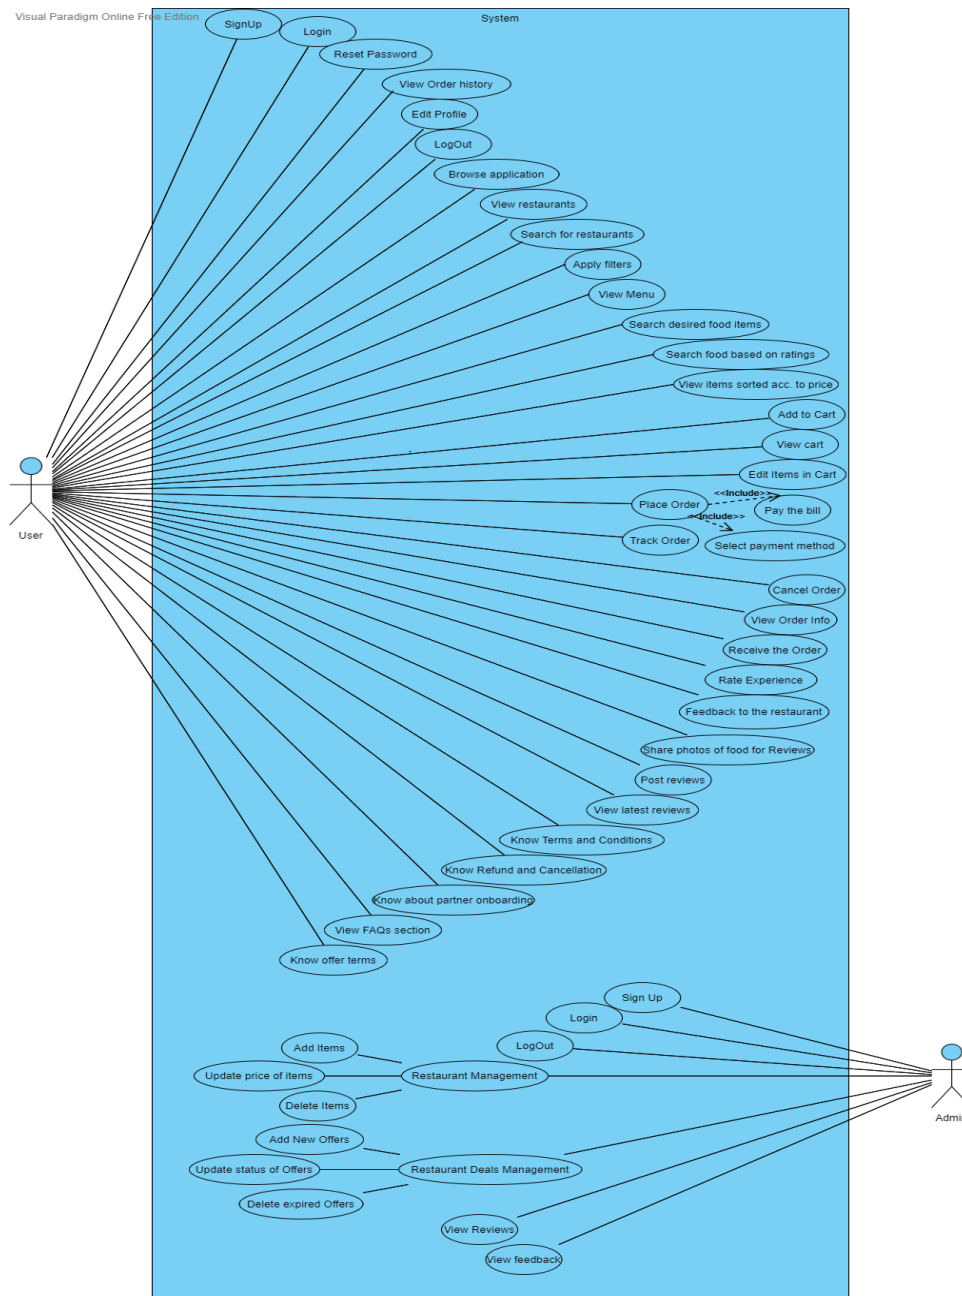 Visual Paradigm Online Free Edition
System
SignUp
Login
Reset Password
View Order history
Edit Profile
LogOut
Browse application
View restaurants
Search for restaurants
Apply filters
View Menu
Search desired food items
Search food based on ratings
View items sorted acc. to price
Add to Cart
View cart
Edit Items in Cart
<<Include>>
Place Order
Pay the bill
<<Include>>
User
Track Order
Select payment method
Cancel Order
View Order Info
Receive the Order
Rate Experience
Feedback to the restaurant
Share photos of food for Reviews
Post reviews
View latest reviews
Know Terms and Conditions
Know Refund and Cancellation
Know about partner onboarding
View FAQs section
Know offer terms
Sign Up
Login
LogOut
Add Items
Update price of items
Restaurant Management
Delete Items
Admin
Add New Offers
Update status of Offers
Restaurant Deals Management
Delete expired Offers
View Reviews
View feedback